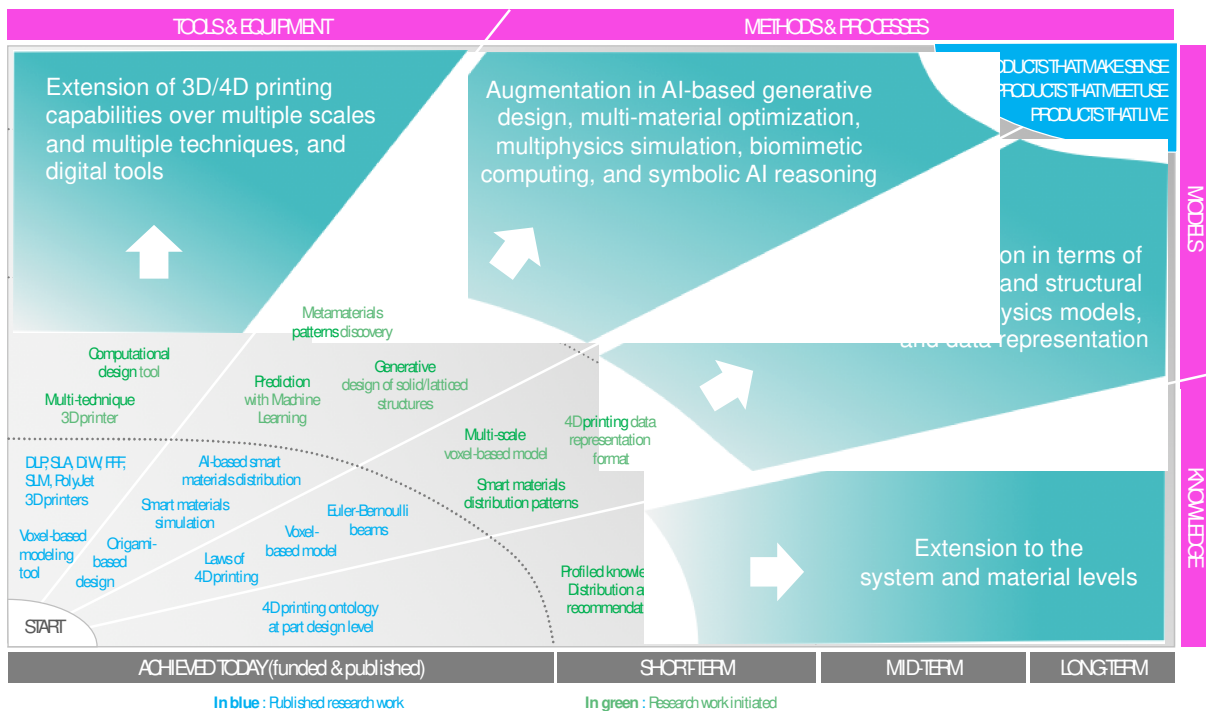 TOOLS & EQUIPMENT
METHODS & PROCESSES
Extension of 3D/4D printing
capabilities over multiple scales
and multiple techniques, and
digital tools
Augmentation in AI-based generative
design, multi-material optimization,
multiphysics simulation, biomimetic
computing, and symbolic AI reasoning
THAT MAKE SENSE
PRODUCTS THAT MEET USE
PRODUCTS THAT LIVE
MODELS
on in terms of
and structural
physics models,
and data representation
Metamaterials
patterns discovery
Computational
design tool
Multi-technique
3D printer
Prediction
with Machine
Learning
Generative
design of solid/latticed
structures
Multi-scale
voxel-based model
4D printing data
representation
format
Smart materials
distribution patterns
DLP, SLA, DIW, FFF,
SLM, PolyJet
3D printers
AI-based smart
materials distribution
Smart materials
simulation
Euler-Bernoulli
beams
Voxel-based
modeling
tool
Origami-
based
design
Voxel-
based model
Laws of
4D printing
4D printing ontology
at part design level
Profiled
Distribution
KNOWLEDGE
Extension to the
system and material levels
START
ACHIEVED TODAY (funded & published)
SHORT-TERM
MID-TERM
LONG-TERM
In blue : Published research work
In green : Research work initiated